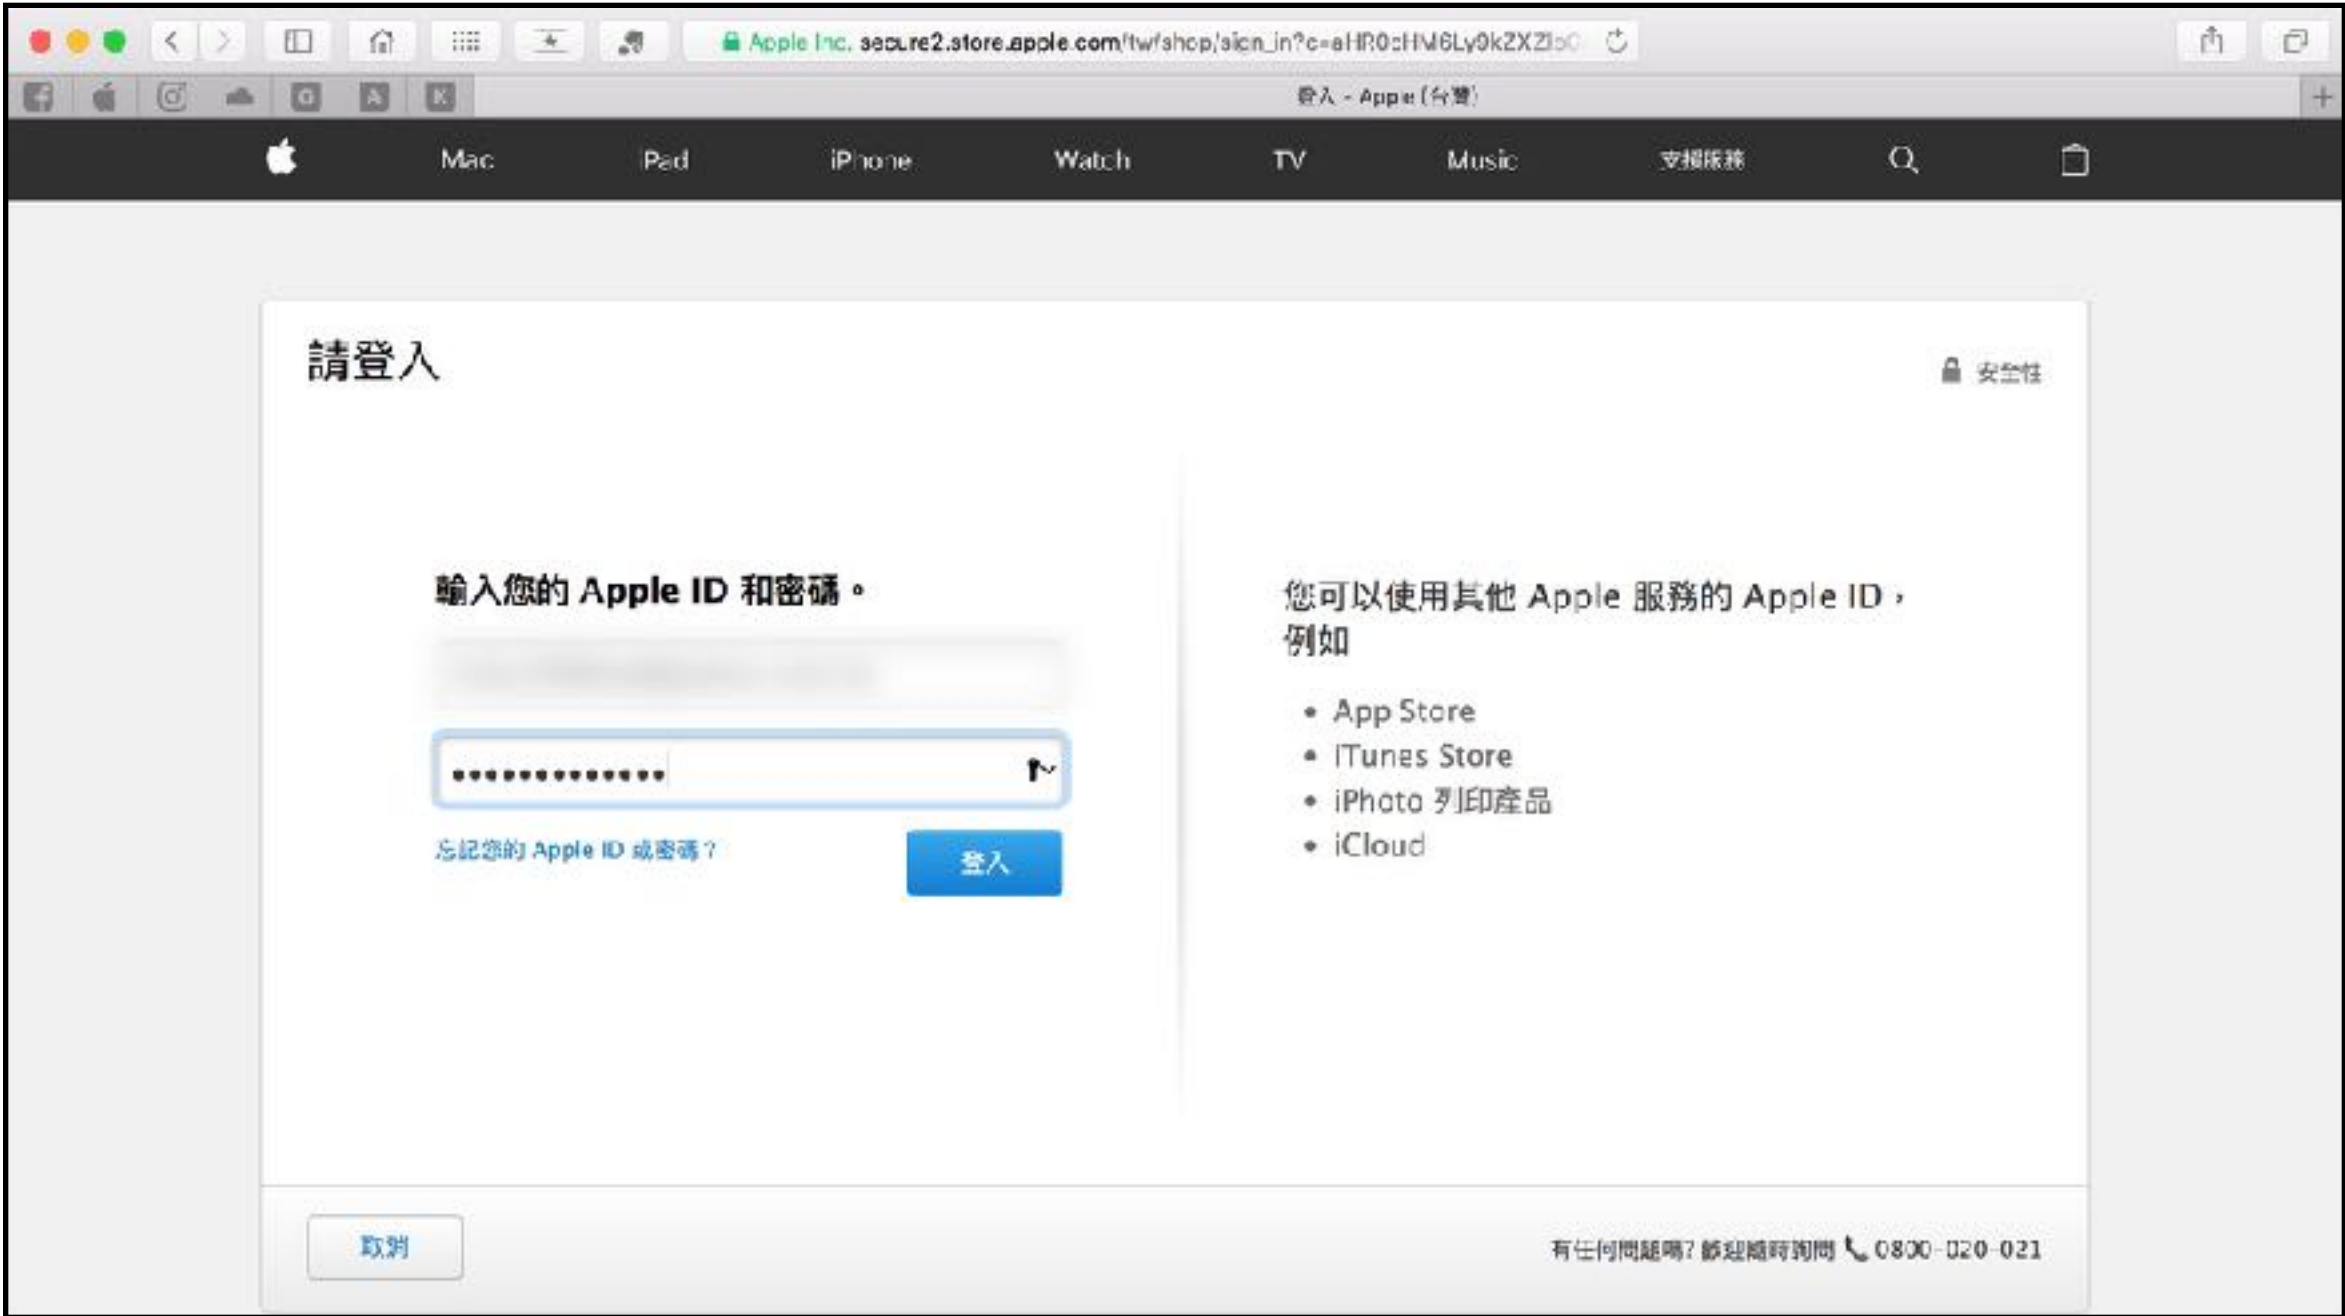 Apple Inc. secure2.store.apple.com/tw/shop/sign_in?c=aHR0cHM6Ly9kZXZlbG
登入 - Apple (台灣)
Mac iPad iPhone Watch TV Music 支援服務
請登入
安全性
輸入您的 Apple ID 和密碼。
忘記您的 Apple ID 或密碼？
登入
您可以使用其他 Apple 服務的 Apple ID，
例如
• App Store
• iTunes Store
• iPhoto 列印產品
• iCloud
取消
有任何問題嗎? 歡迎隨時詢問 0800-020-021